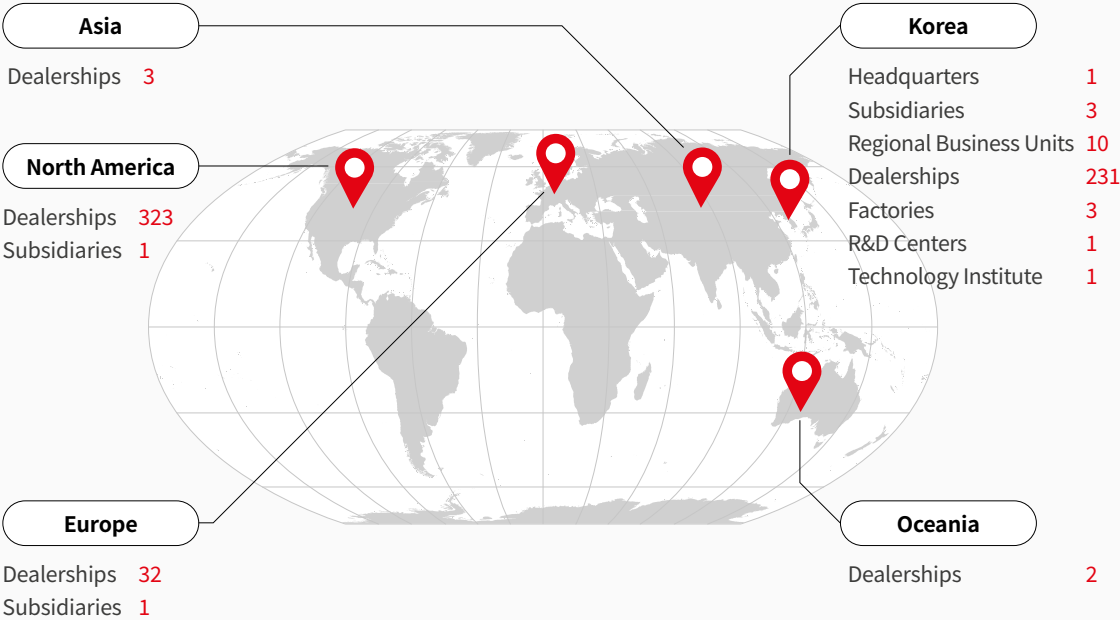 Asia
Dealerships 3
North America
Dealerships 323
Subsidiaries 1
Europe
Dealerships 32
Subsidiaries 1
Korea
Headquarters 1
Subsidiaries 3
Regional Business Units 10
Dealerships 231
Factories 3
R&D Centers 1
Technology Institute 1
Oceania
Dealerships 2